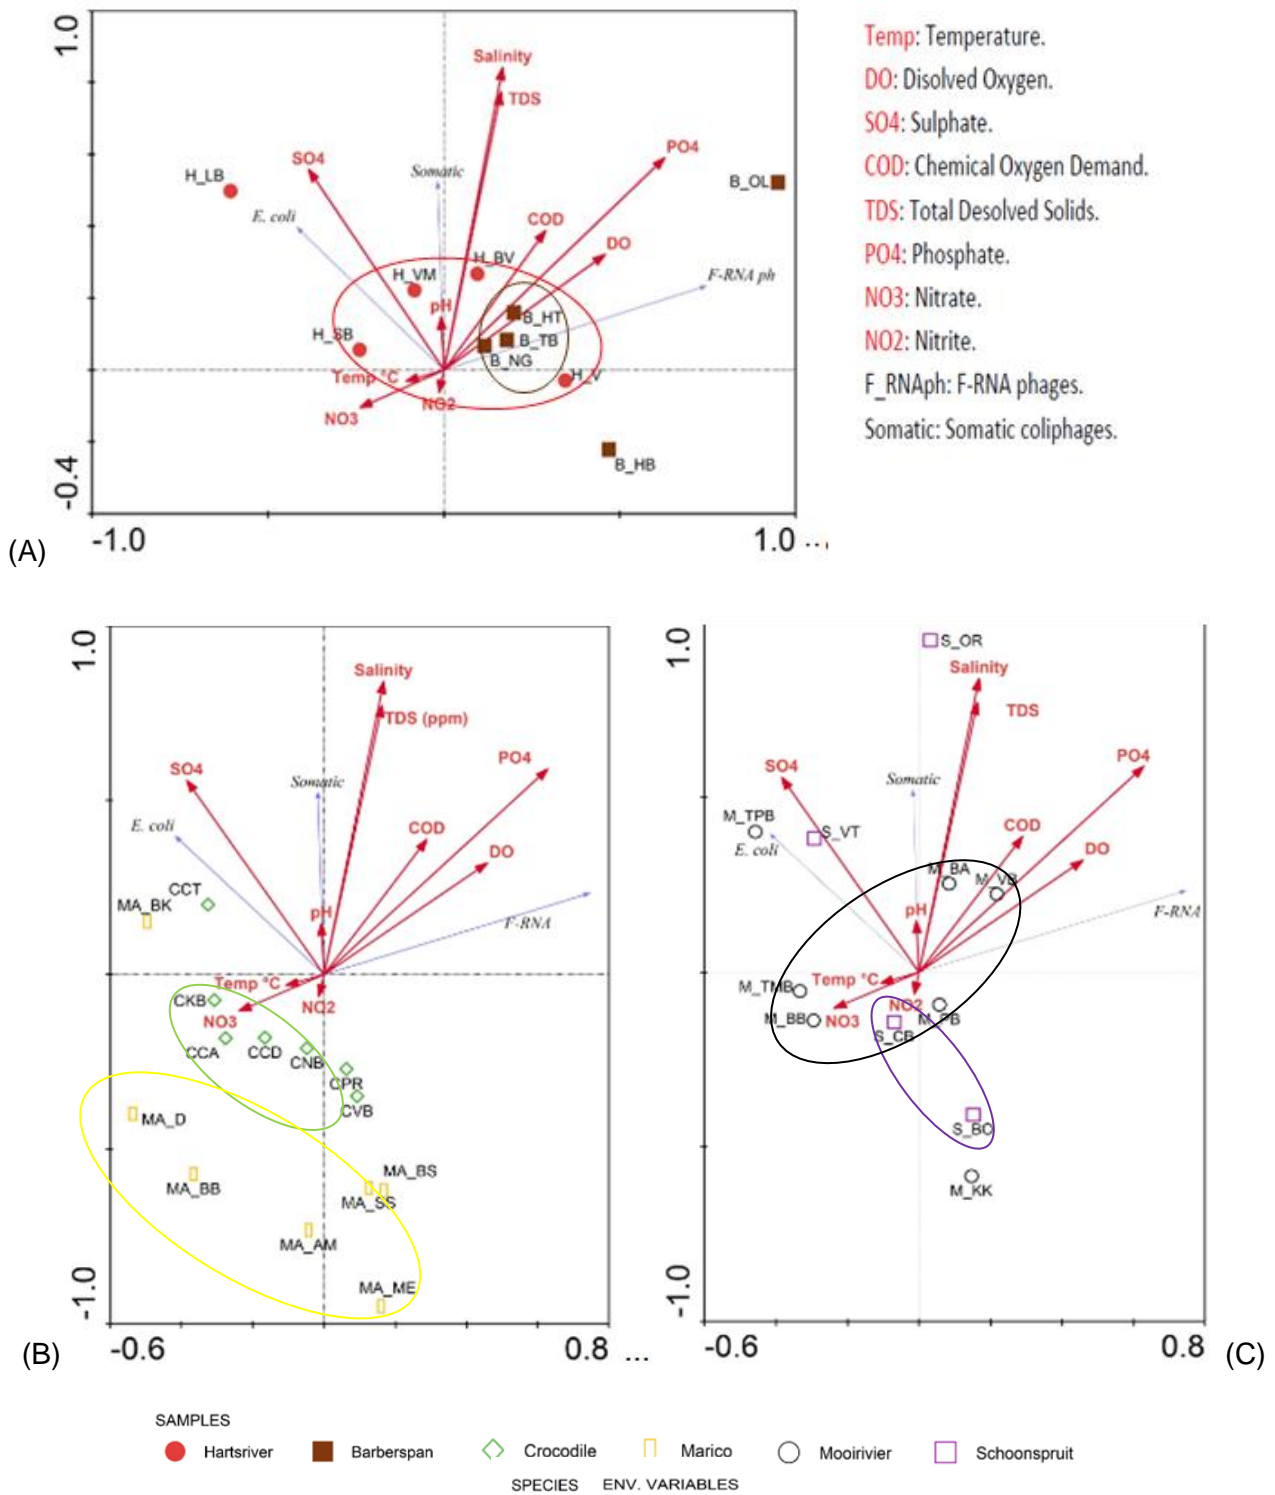 1.0
Salinity
TDS
SO4
PO4
H_LB
Somatic
B_OL
E. coli
COD
DO
H_BV
F-RNA ph
H_VM
pH
B_HT
H_SB
B_TB
B_NG
Temp °C
H_V
NO2
NO3
B_HB
-0.4
-1.0
1.0 ...
(A)
Temp: Temperature.
DO: Disolved Oxygen.
SO4: Sulphate.
COD: Chemical Oxygen Demand.
TDS: Total Desolved Solids.
PO4: Phosphate.
NO3: Nitrate.
NO2: Nitrite.
F_RNAph: F-RNA phages.
Somatic: Somatic coliphages.
1.0
Salinity
TDS (ppm)
PO4
SO4
Somatic
E. coli
COD
DO
CCT
MA_BK
pH
F-RNA
Temp °C
CKB
NO2
NO3
CCA
CCD
CNB
CPR
CVB
MA_D
MA_BS
MA_BB
MA_SS
MA_AM
MA_ME
-1.0
-0.6
0.8 ...
(B)
1.0
S_OR
Salinity
TDS
SO4
PO4
Somatic
M_TPB
S_VT
COD
E. coli
DO
M_BA
M_VB
pH
F-RNA
Temp °C
M_TMB
NO2
M_BB
NO3
M_PB
S_CB
S_BO
M_KK
-1.0
-0.6
0.8
(C)
SAMPLES
Hartsriver
Barberspan
Crocodile
Marico
Mooirivier
Schoonspruit
SPECIES ENV. VARIABLES